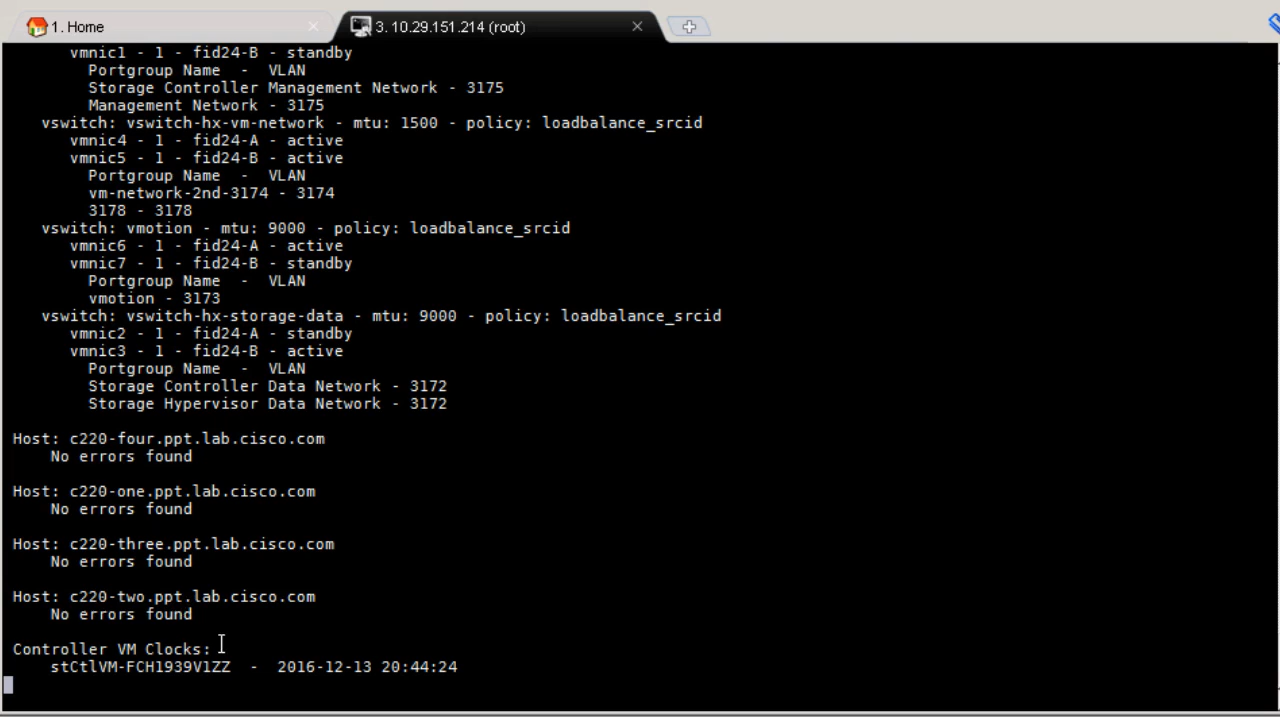 1. Home
3. 10.29.151.214 (root)
vmnic1 - 1 - fid24-B - standby
Portgroup Name - VLAN
Storage Controller Management Network - 3175
Management Network - 3175
vswitch: vswitch-hx-vm-network - mtu: 1500 - policy: loadbalance_srcid
vmnic4 - 1 - fid24-A - active
vmnic5 - 1 - fid24-B - active
Portgroup Name - VLAN
vm-network-2nd-3174 - 3174
3178 - 3178
vswitch: vmotion - mtu: 9000 - policy: loadbalance_srcid
vmnic6 - 1 - fid24-A - active
vmnic7 - 1 - fid24-B - standby
Portgroup Name - VLAN
vmotion - 3173
vswitch: vswitch-hx-storage-data - mtu: 9000 - policy: loadbalance_srcid
vmnic2 - 1 - fid24-A - standby
vmnic3 - 1 - fid24-B - active
Portgroup Name - VLAN
Storage Controller Data Network - 3172
Storage Hypervisor Data Network - 3172
Host: c220-four.ppt.lab.cisco.com
No errors found
Host: c220-one.ppt.lab.cisco.com
No errors found
Host: c220-three.ppt.lab.cisco.com
No errors found
Host: c220-two.ppt.lab.cisco.com
No errors found
Controller VM Clocks:
stCtlVM-FCH1939V1ZZ - 2016-12-13 20:44:24